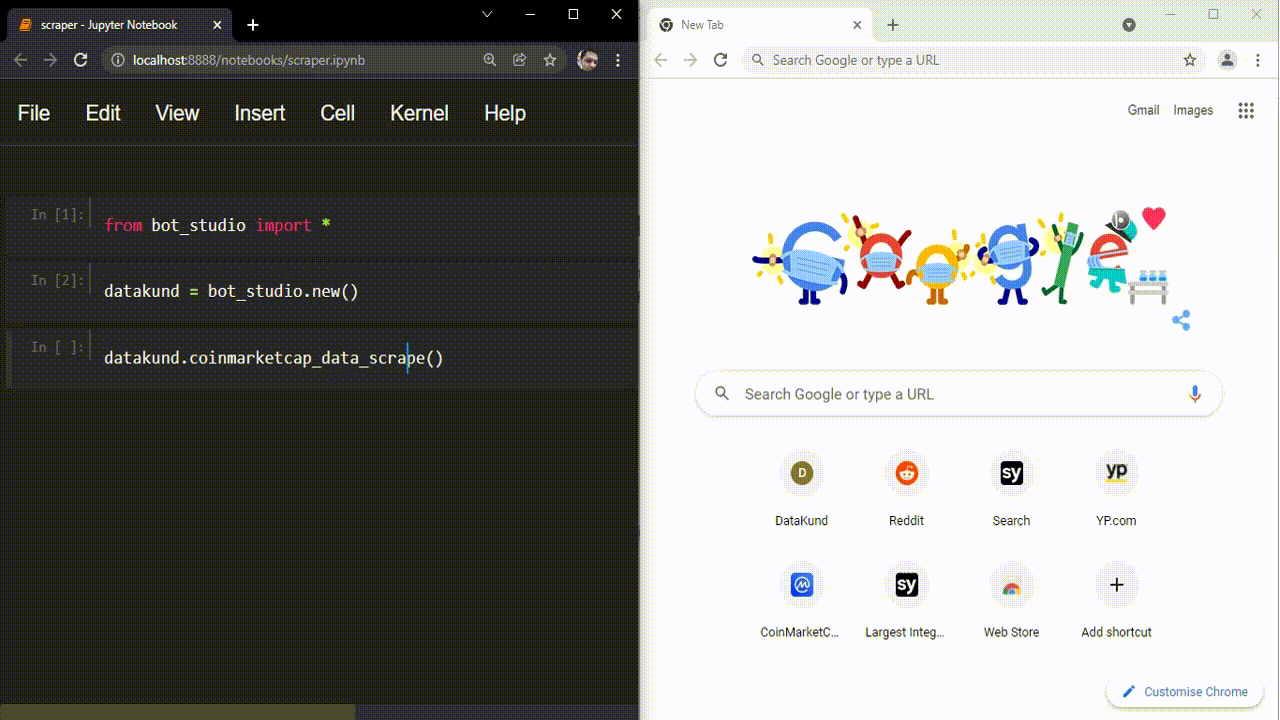 scraper - Jupyter Notebook
localhost:8888/notebooks/scraper.ipynb
File Edit View Insert Cell Kernel Help
In [1]: from bot_studio import *
In [2]: datakund = bot_studio.new()
In [ ]: datakund.coinmarketcap_data_scrape()
New Tab
Search Google or type a URL
Gmail Images
Google
Search Google or type a URL
D
sy
yp
DataKund Reddit Search YP.com
sy
CoinMarketC... Largest Integ... Web Store Add shortcut
Customise Chrome